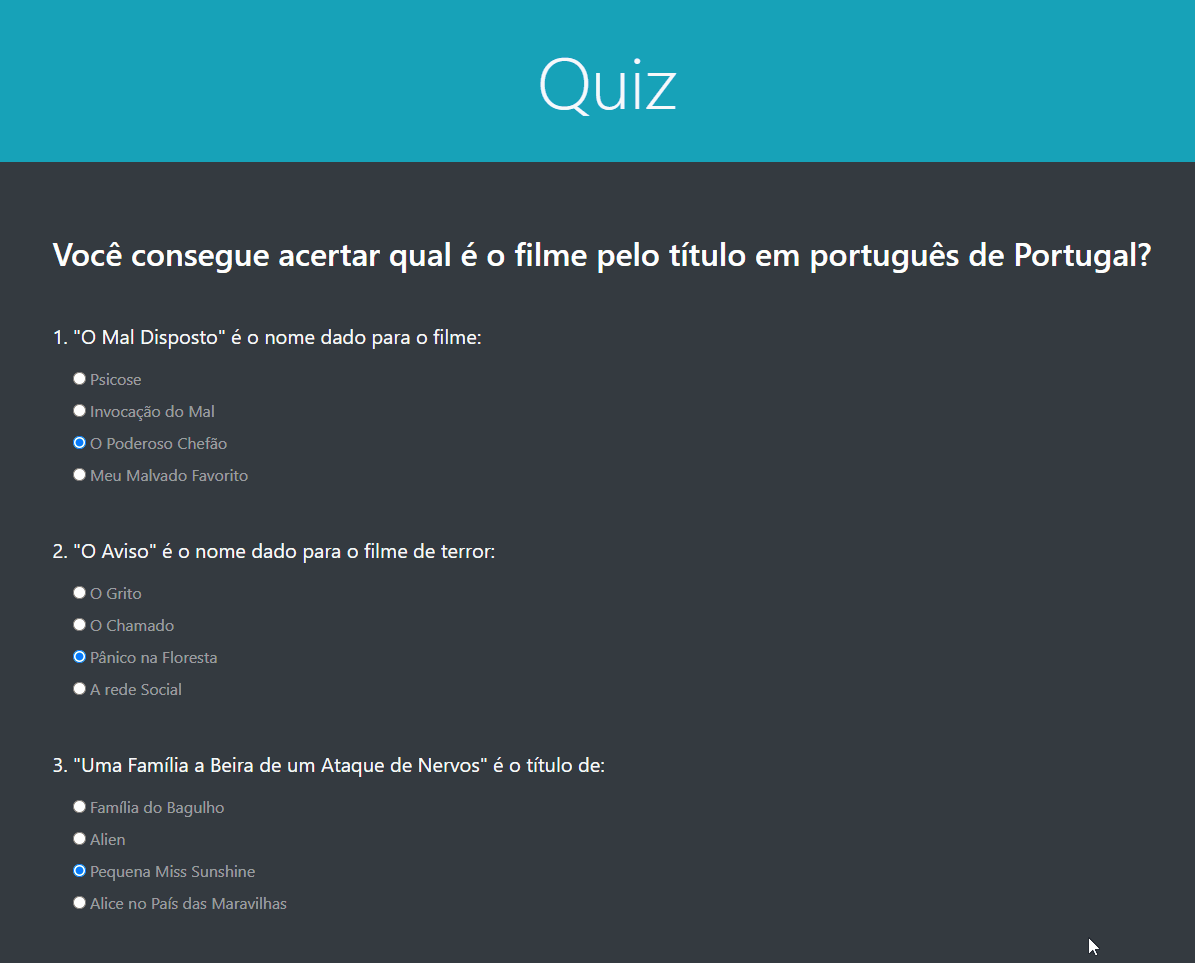 Quiz
Você consegue acertar qual é o filme pelo título em português de Portugal?
1. "O Mal Disposto" é o nome dado para o filme:
Psicose
Invocação do Mal
O Poderoso Chefão
Meu Malvado Favorito
2. "O Aviso" é o nome dado para o filme de terror:
O Grito
O Chamado
Pânico na Floresta
A rede Social
3. "Uma Família a Beira de um Ataque de Nervos" é o título de:
Família do Bagulho
Alien
Pequena Miss Sunshine
Alice no País das Maravilhas